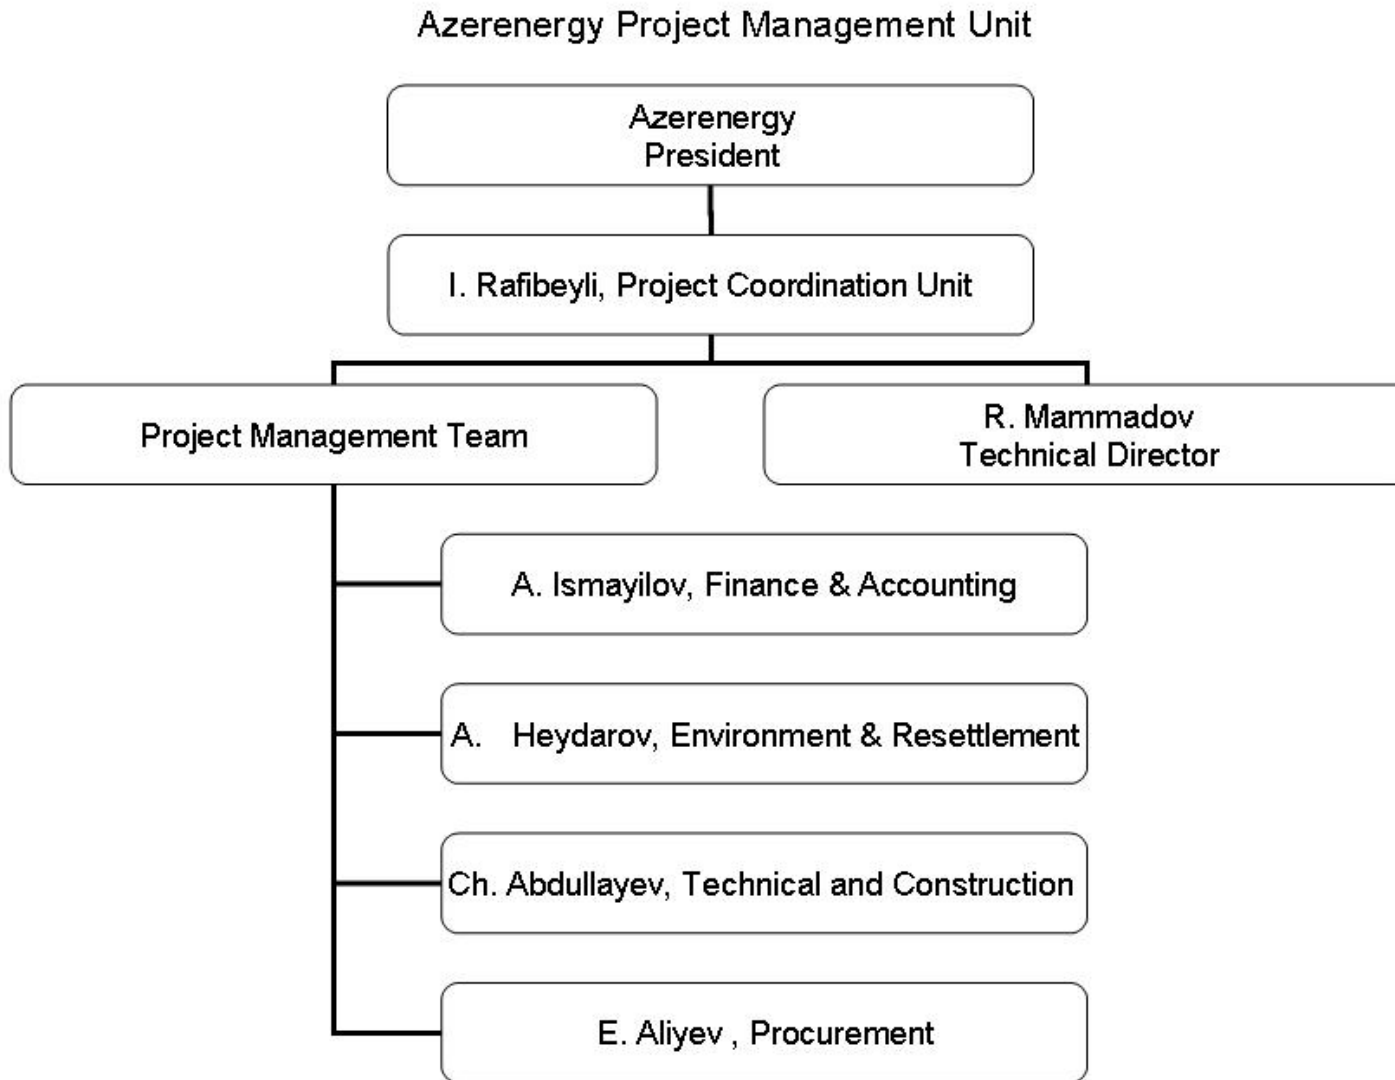 Azerenergy Project Management Unit
Azerenergy
President
I. Rafibeyli, Project Coordination Unit
Project Management Team
R. Mammadov
Technical Director
A. Ismayilov, Finance & Accounting
A. Heydarov, Environment & Resettlement
Ch. Abdullayev, Technical and Construction
E. Aliyev , Procurement